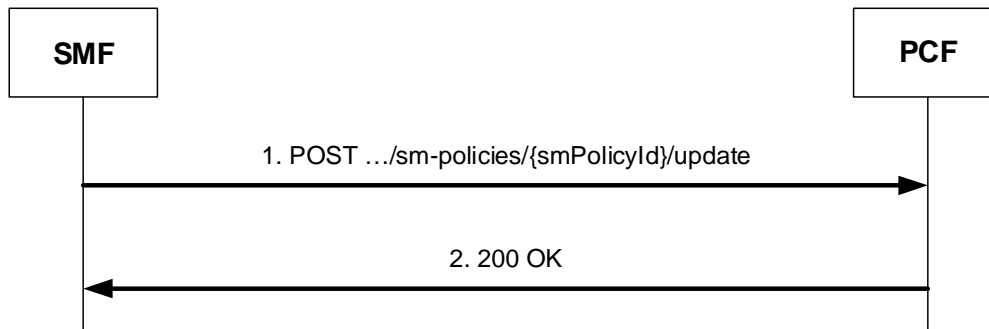 SMF
PCF
1. POST …/sm-policies/{smPolicyId}/update
2. 200 OK